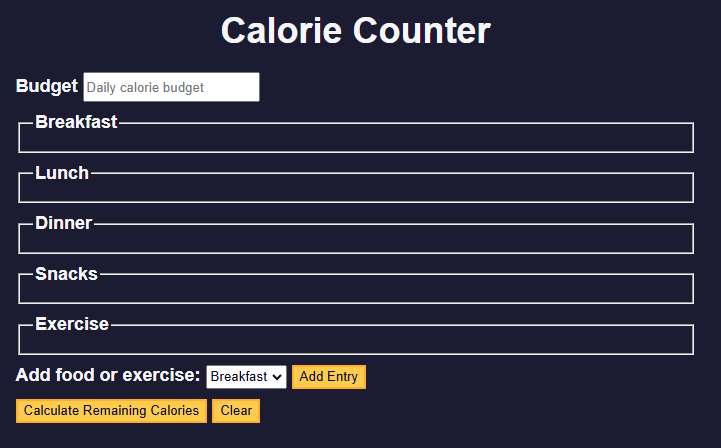 Calorie Counter
Budget Daily calorie budget
Breakfast
Lunch
Dinner
Snacks
Exercise
Add food or exercise: Breakfast Add Entry
Calculate Remaining Calories Clear